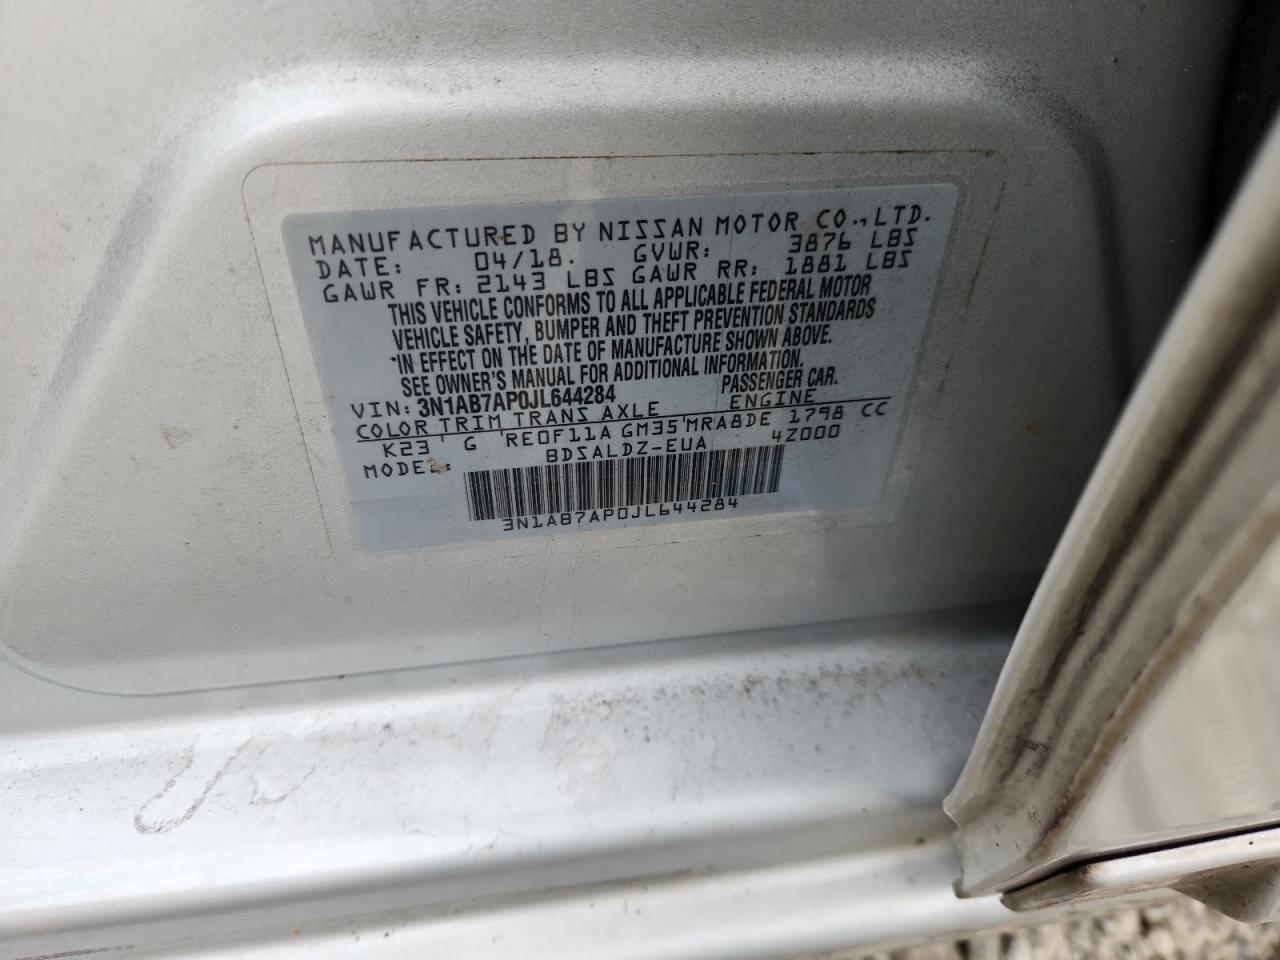 MANUFACTURED BY NISSAN MOTOR CO., LTD.
DATE: 04/18. GVWR: 3876 LBS
GAWR FR: 2143 LBS GAWR RR: 1881 LBS
THIS VEHICLE CONFORMS TO ALL APPLICABLE FEDERAL MOTOR
VEHICLE SAFETY, BUMPER AND THEFT PREVENTION STANDARDS
IN EFFECT ON THE DATE OF MANUFACTURE SHOWN ABOVE.
SEE OWNER'S MANUAL FOR ADDITIONAL INFORMATION.
VIN: 3N1AB7AP0JL644284 PASSENGER CAR.
COLOR TRIM TRANS AXLE ENGINE
K23 G RE0F11A GM35 MRA8DE 1798 CC
MODEL: BDSALDZ-EUA 4Z000
3N1AB7AP0JL644284